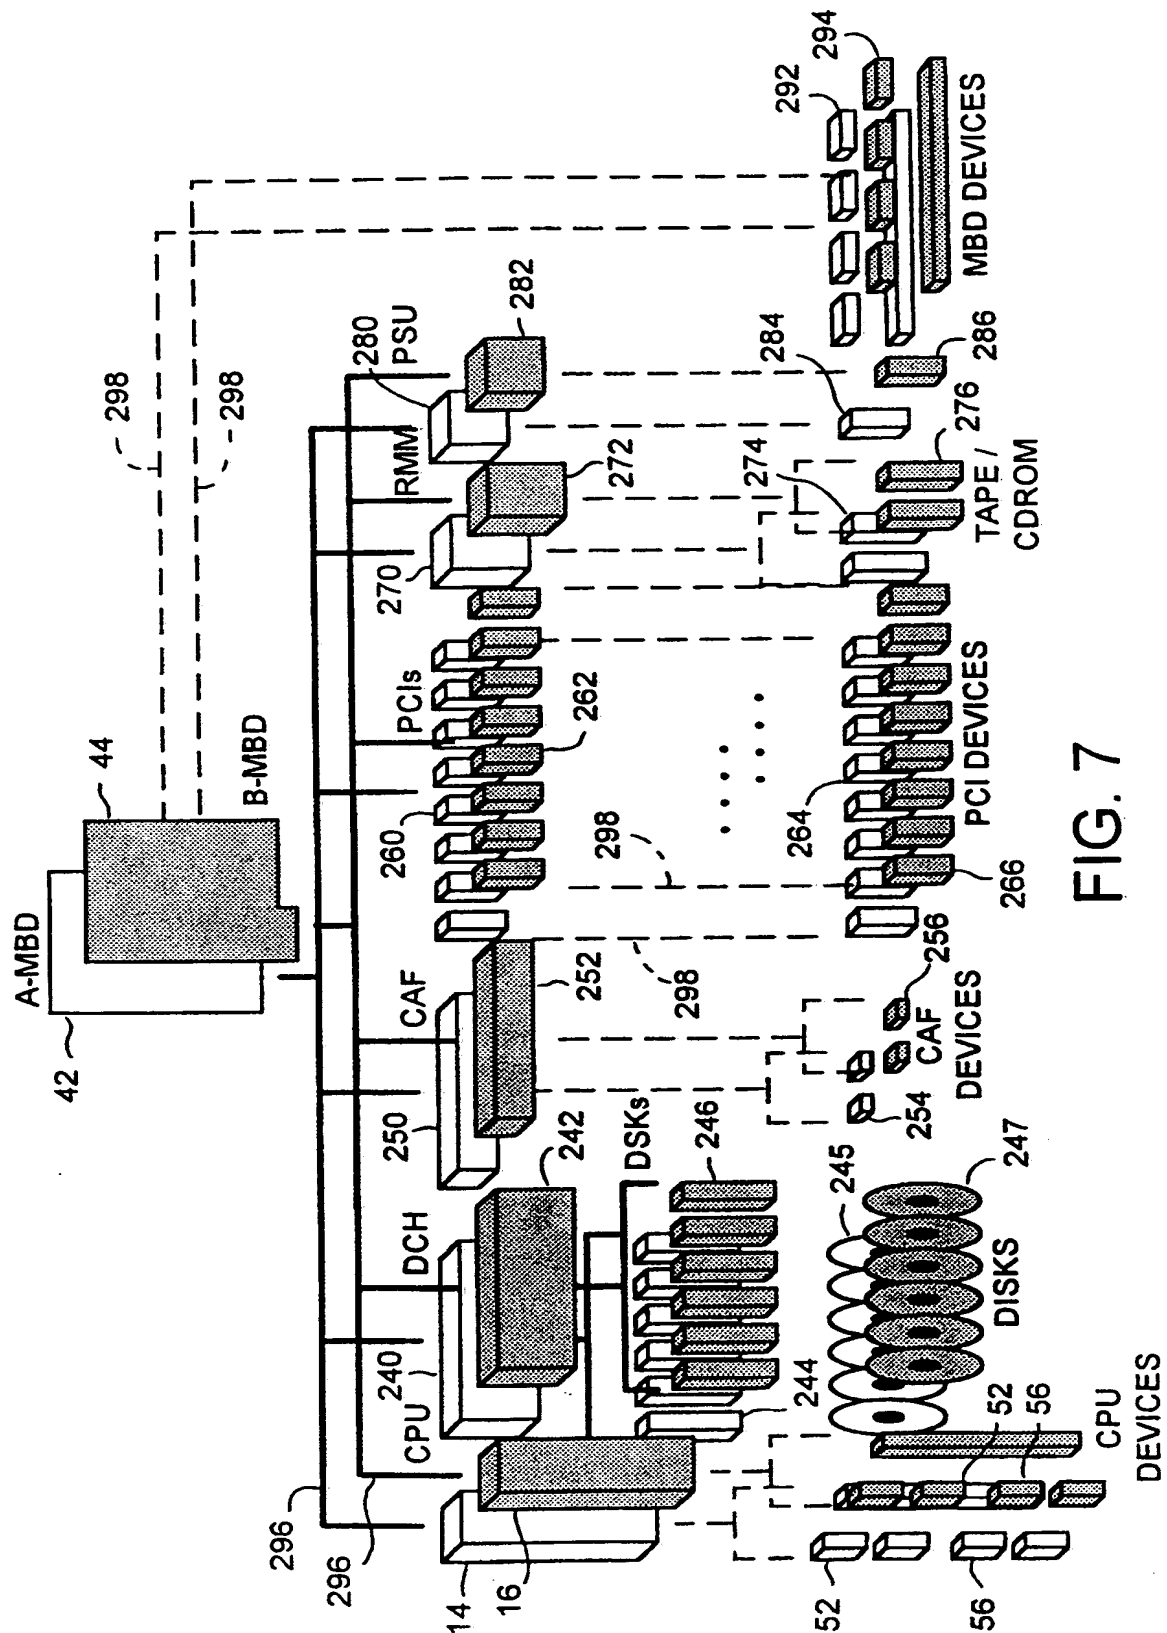 A-MBD
42
44
B-MBD
298
298
296
296
CPU
DCH
CAF
PCIs
RMM
PSU
14
16
240
242
250
252
260
262
270
272
280
282
DSKs
244
246
298
298
245
247
254
256
264
266
274
276
284
286
292
294
52
56
52
56
CPU
DEVICES
DISKS
CAF
DEVICES
PCI DEVICES
TAPE /
CDROM
MBD DEVICES
FIG. 7